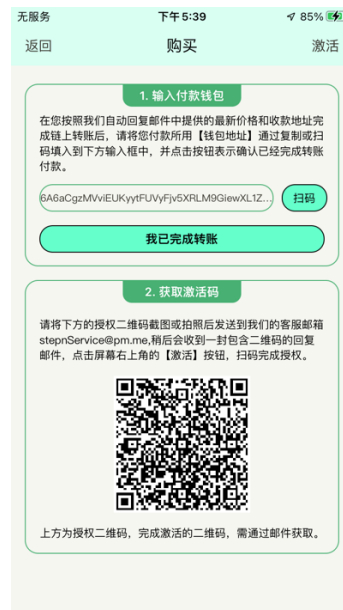 无服务
下午5:39
85%
返回
购买
激活
1. 输入付款钱包
在您按照我们自动回复邮件中提供的最新价格和收款地址完
成链上转账后，请将您付款所用【钱包地址】通过复制或扫
码填入到下方输入框中，并点击按钮表示确认已经完成转账
付款。
6A6aCgzMVviEUKyytFUVyFjv5XRLM9GiewXL1Z...
扫码
我已完成转账
2. 获取激活码
请将下方的授权二维码截图或拍照后发送到我们的客服邮箱
stepnService@pm.me,稍后会收到一封包含二维码的回复
邮件，点击屏幕右上角的【激活】按钮，扫码完成授权。
上方为授权二维码，完成激活的二维码，需通过邮件获取。